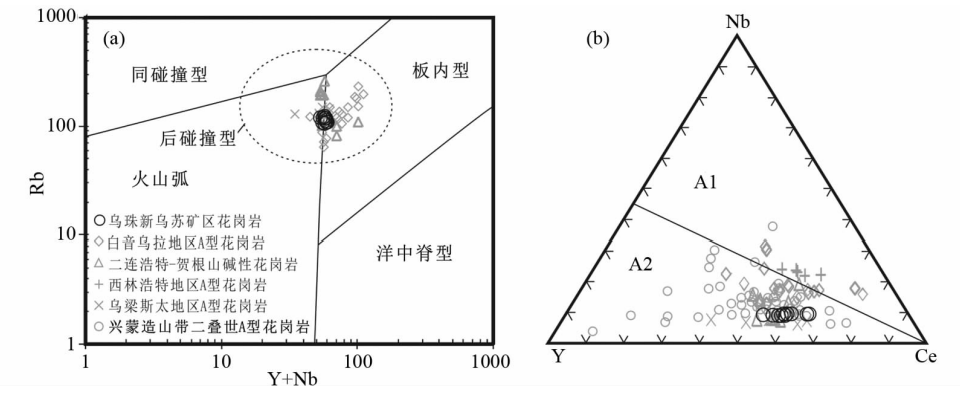 1000
(a)
同碰撞型
板内型
100
后碰撞型
火山弧
Rb
10
洋中脊型
乌珠新乌苏矿区花岗岩
白音乌拉地区A型花岗岩
二连浩特-贺根山碱性花岗岩
西林浩特地区A型花岗岩
乌梁斯太地区A型花岗岩
兴蒙造山带二叠世A型花岗岩
1
1
10
100
1000
Y+Nb
(b)
Nb
A1
A2
Y
Ce